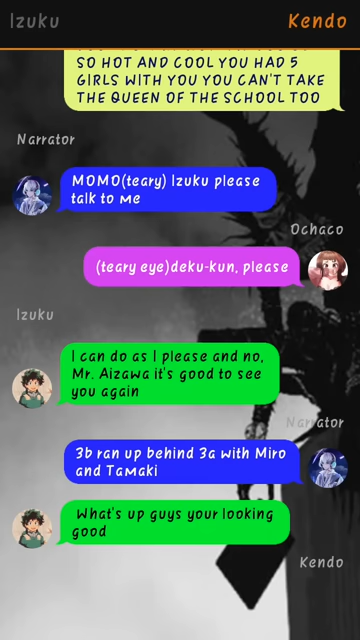 Izuku
Kendo
SO HOT AND COOL YOU HAD 5
GIRLS WITH YOU YOU CAN'T TAKE
THE QUEEN OF THE SCHOOL TOO
Narrator
MOMO(teary) Izuku please
talk to me
Ochaco
(teary eye)deku-kun, please
Izuku
I can do as I please and no,
Mr. Aizawa it's good to see
you again
Narrator
3b ran up behind 3a with Miro
and Tamaki
What's up guys your looking
good
Kendo